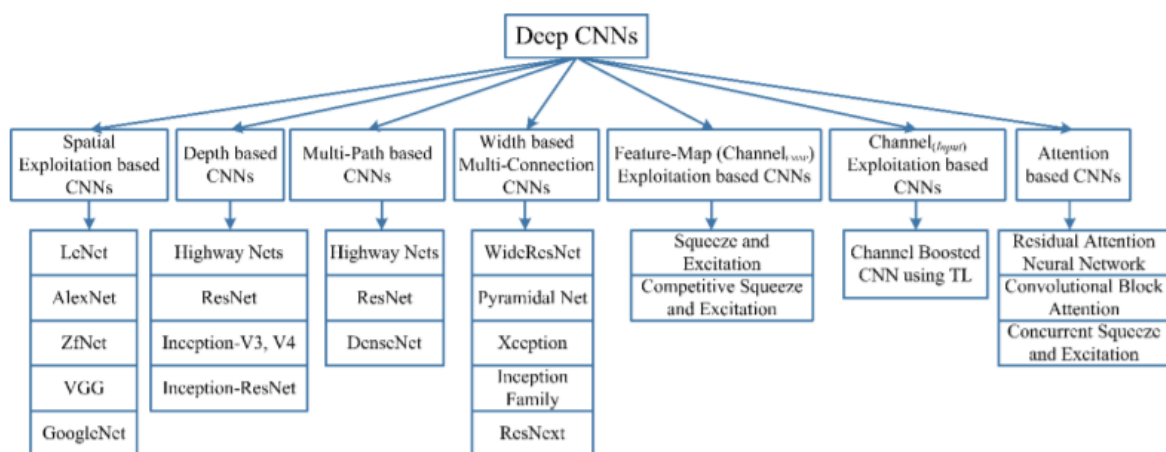 Deep CNNs
Spatial
Exploitation based
CNNs
Depth based
CNNs
Multi-Path based
CNNs
Width based
Multi-Connection
CNNs
Feature-Map (Channel
Exploitation based CNNs
Channel(Input)
Exploitation based
CNNs
Attention
based CNNs
LeNet
AlexNet
ZfNet
VGG
GoogleNet
Highway Nets
ResNet
Inception-V3, V4
Inception-ResNet
Highway Nets
ResNet
DenseNet
WideResNet
Pyramidal Net
Xception
Inception
Family
ResNext
Squeeze and
Excitation
Competitive Squeeze
and Excitation
Channel Boosted
CNN using TL
Residual Attention
Neural Network
Convolutional Block
Attention
Concurrent Squeeze
and Excitation